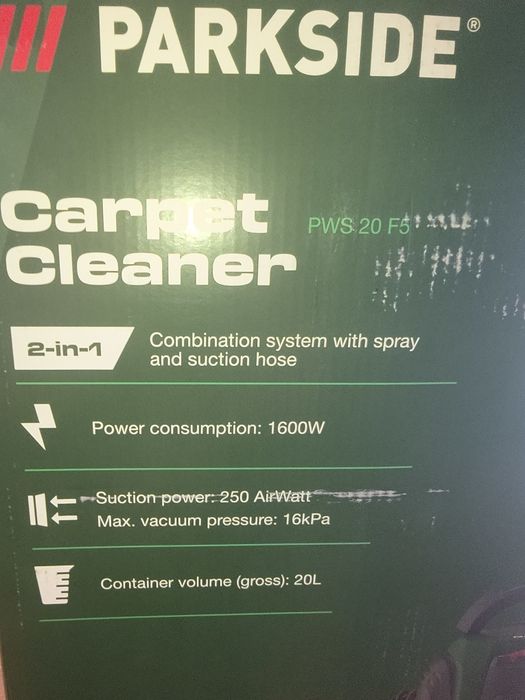 PARKSIDE®
Carpet
Cleaner
PWS 20 F5
2-in-1
Combination system with spray
and suction hose
Power consumption: 1600W
Suction power: 250 AirWatt
Max. vacuum pressure: 16kPa
Container volume (gross): 20L